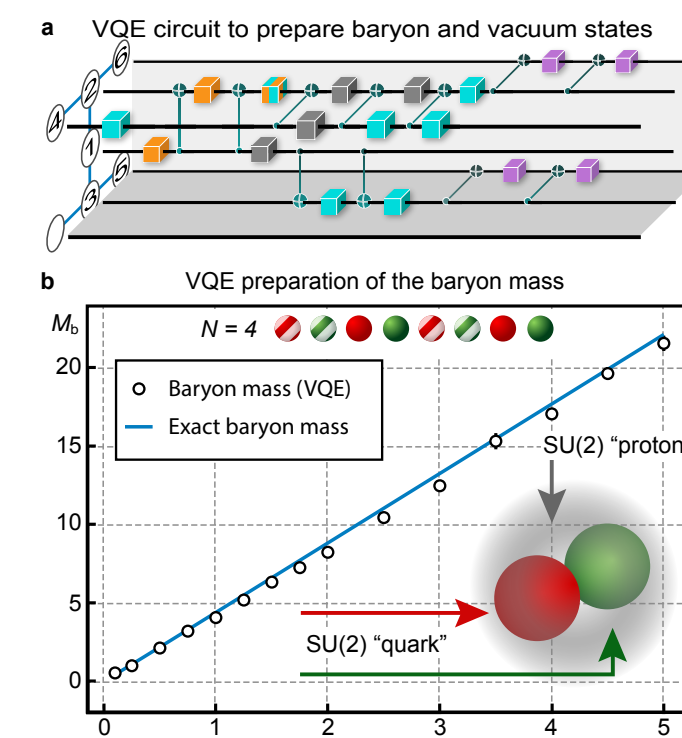 a VQE circuit to prepare baryon and vacuum states
6
2
4
1
5
3
b VQE preparation of the baryon mass
M_b
N = 4
20
Baryon mass (VQE)
Exact baryon mass
15
SU(2) “proton
10
5
SU(2) “quark”
0
0 1 2 3 4 5